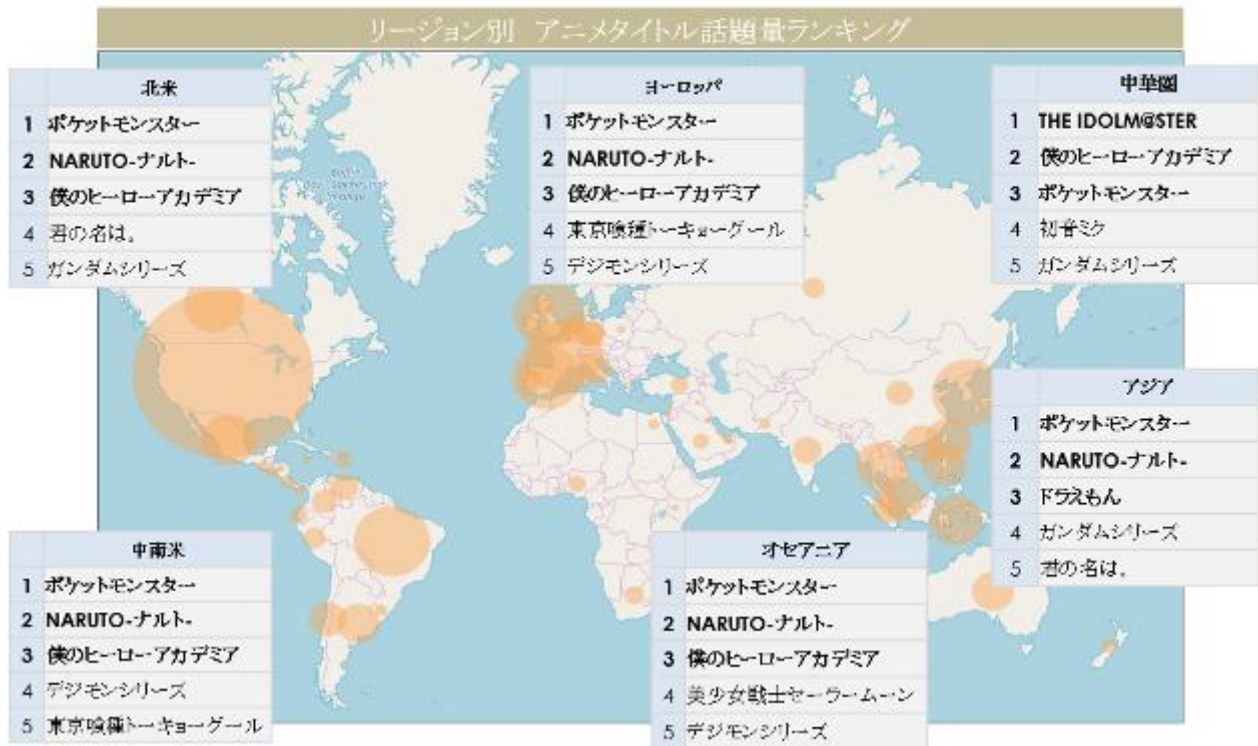 リージョン別 アニメタイトル話題量ランキング
北米
1 ポケットモンスター
2 NARUTO-ナルト-
3 僕のヒーローアカデミア
4 君の名は。
5 ガンダムシリーズ
ヨーロッパ
1 ポケットモンスター
2 NARUTO-ナルト-
3 僕のヒーローアカデミア
4 東京喰種トーキョーグール
5 デジモンシリーズ
中華圏
1 THE IDOLM@STER
2 僕のヒーローアカデミア
3 ポケットモンスター
4 初音ミク
5 ガンダムシリーズ
アジア
1 ポケットモンスター
2 NARUTO-ナルト-
3 ドラえもん
4 ガンダムシリーズ
5 君の名は。
中南米
1 ポケットモンスター
2 NARUTO-ナルト-
3 僕のヒーローアカデミア
4 デジモンシリーズ
5 東京喰種トーキョーグール
オセアニア
1 ポケットモンスター
2 NARUTO-ナルト-
3 僕のヒーローアカデミア
4 美少女戦士セーラームーン
5 デジモンシリーズ